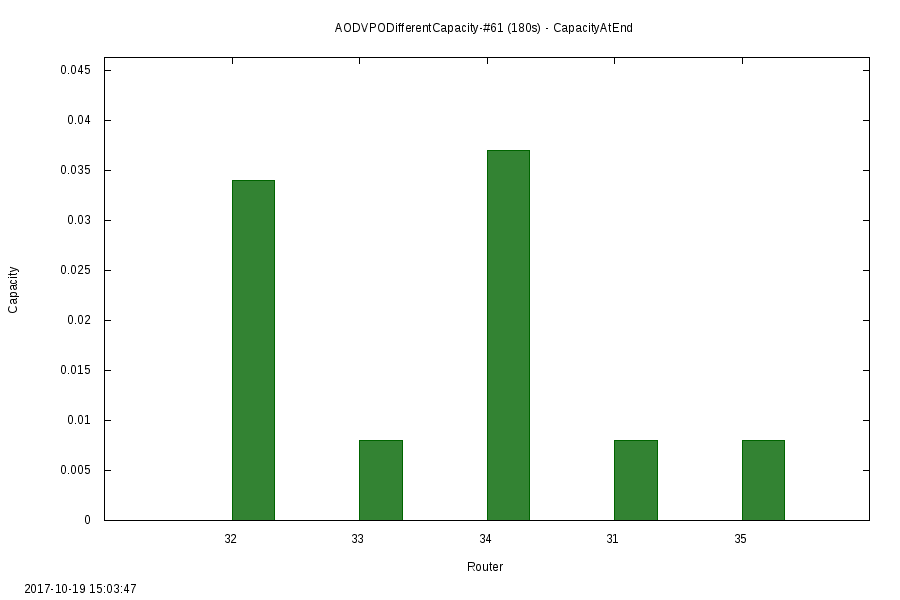 AODVPODifferentCapacity-#61 (180s) - CapacityAtEnd
0.045
0.04
0.035
0.03
0.025
0.02
0.015
0.01
0.005
0
Capacity
32 33 34 31 35
Router
2017-10-19 15:03:47